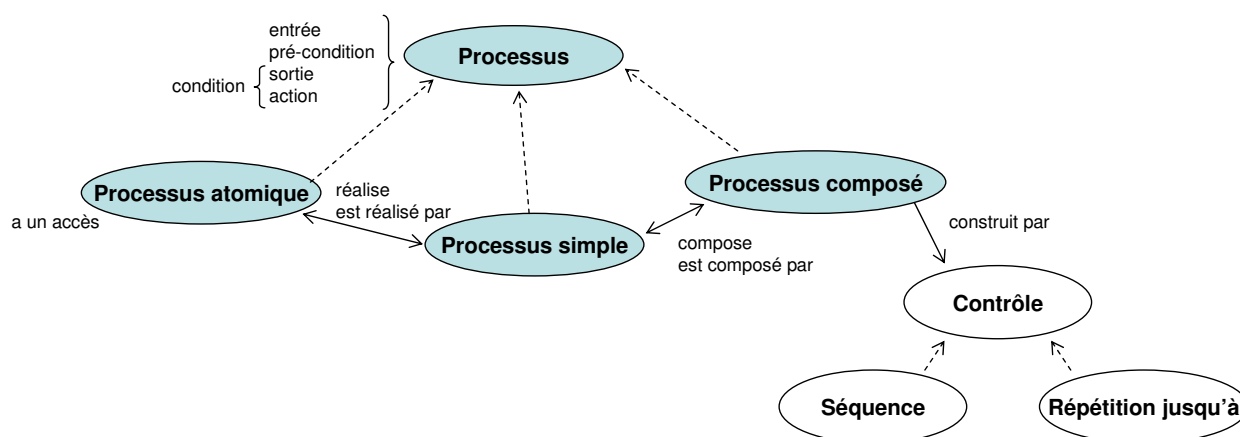 entrée
pré-condition
condition
sortie
action
Processus
Processus atomique
a un accès
réalise
est réalisé par
Processus simple
Processus composé
compose
est composé par
construit par
Contrôle
Séquence
Répétition jusqu'à